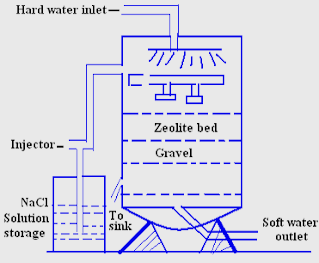 Hard water inlet
Zeolite bed
Injector
Gravel
NaCl
Solution
storage
To
sink
Soft water
outlet